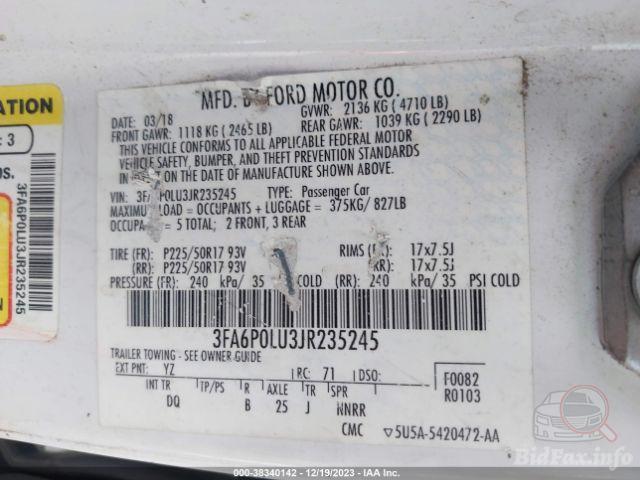 MFD. BY FORD MOTOR CO.
DATE: 03/18 GVWR: 2136 KG ( 4710 LB)
FRONT GAWR: 1118 KG ( 2465 LB) REAR GAWR: 1039 KG ( 2290 LB)
THIS VEHICLE CONFORMS TO ALL APPLICABLE FEDERAL MOTOR
VEHICLE SAFETY, BUMPER, AND THEFT PREVENTION STANDARDS
IN EFFECT ON THE DATE OF MANUFACTURE SHOWN ABOVE.
VIN: 3FA6P0LU3JR235245 TYPE: Passenger Car
MAXIMUM LOAD = OCCUPANTS + LUGGAGE = 375KG/ 827LB
OCCUPANTS = 5 TOTAL; 2 FRONT, 3 REAR
TIRE (FR): P225/50R17 93V RIMS (FR): 17x7.5J
(RR): P225/50R17 93V (RR): 17x7.5J
PRESSURE (FR): 240 kPa/ 35 PSI COLD (RR): 240 kPa/ 35 PSI COLD
3FA6P0LU3JR235245
TRAILER TOWING - SEE OWNER GUIDE
EXT PNT: YZ RC: 71 DSO: F0082
INT TR TP/PS R AXLE TR SPR R0103
DQ B 25 J WNRR
CMC ▽5U5A-5420472-AA
ATION
: 3
os.
3FA6P0LU3JR235245
000-38340142 - 12/19/2023 - IAA Inc.
BidFax.info